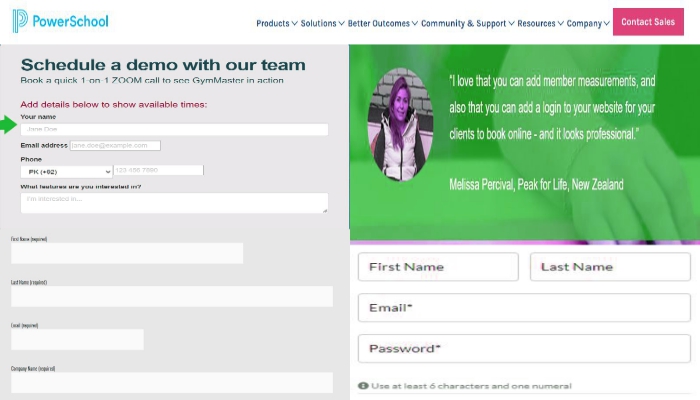 PowerSchool
Products Solutions Better Outcomes Community & Support Resources Company Contact Sales
Schedule a demo with our team
Book a quick 1-on-1 ZOOM call to see GymMaster in action
Add details below to show available times:
Your name
Jane Doe
Email address jane.doe@example.com
Phone
PK (+92) 123 456 7890
What features are you interested in?
I'm interested in...
First Name (required)
Last Name (required)
Email (required)
Company Name (required)
"I love that you can add member measurements, and
also that you can add a login to your website for your
clients to book online - and it looks professional."
Melissa Percival, Peak for Life, New Zealand
First Name Last Name
Email*
Password*
Use at least 6 characters and one numeral